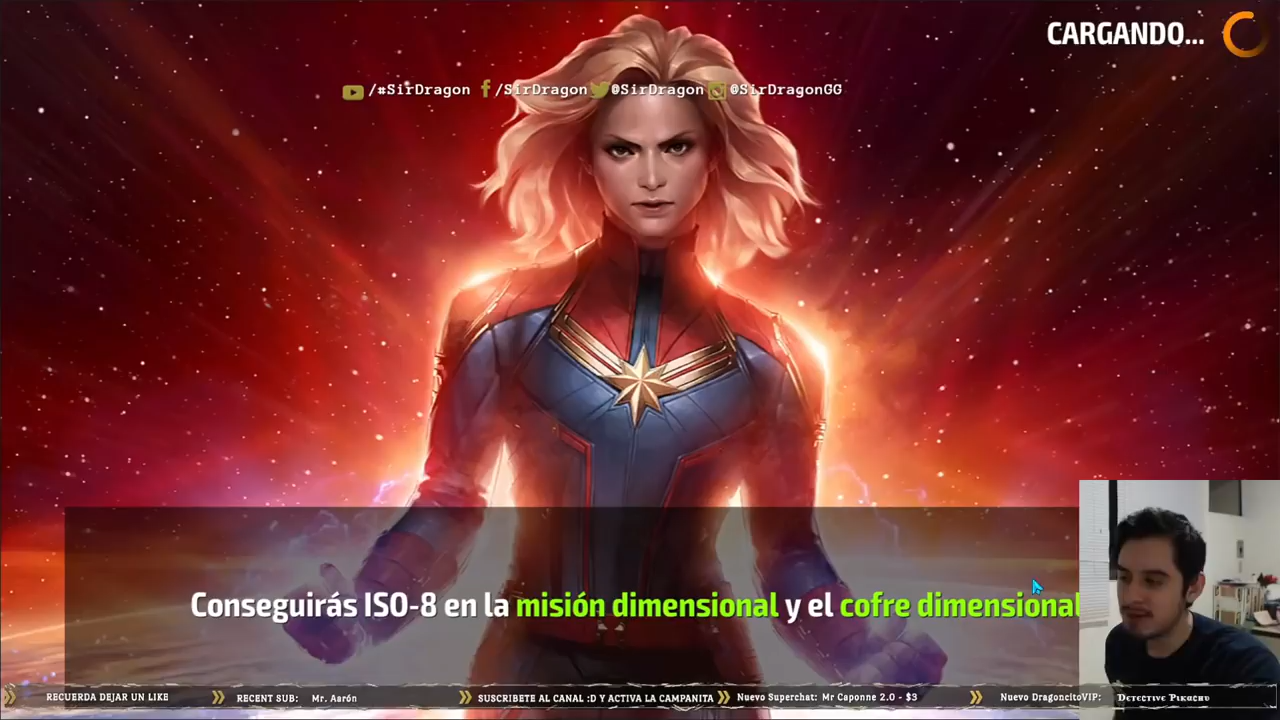 CARGANDO...
/#SirDragon /SirDragon @SirDragon @SirDragonGG
Conseguirás ISO-8 en la misión dimensional y el cofre dimensional
RECUERDA DEJAR UN LIKE RECENT SUB: Mr. Aarón SUSCRIBETE AL CANAL :D Y ACTIVA LA CAMPANITA Nuevo Superchat: Mr Caponne 2.0 - $3 Nuevo DragoncitoVIP: Detective Pikachu